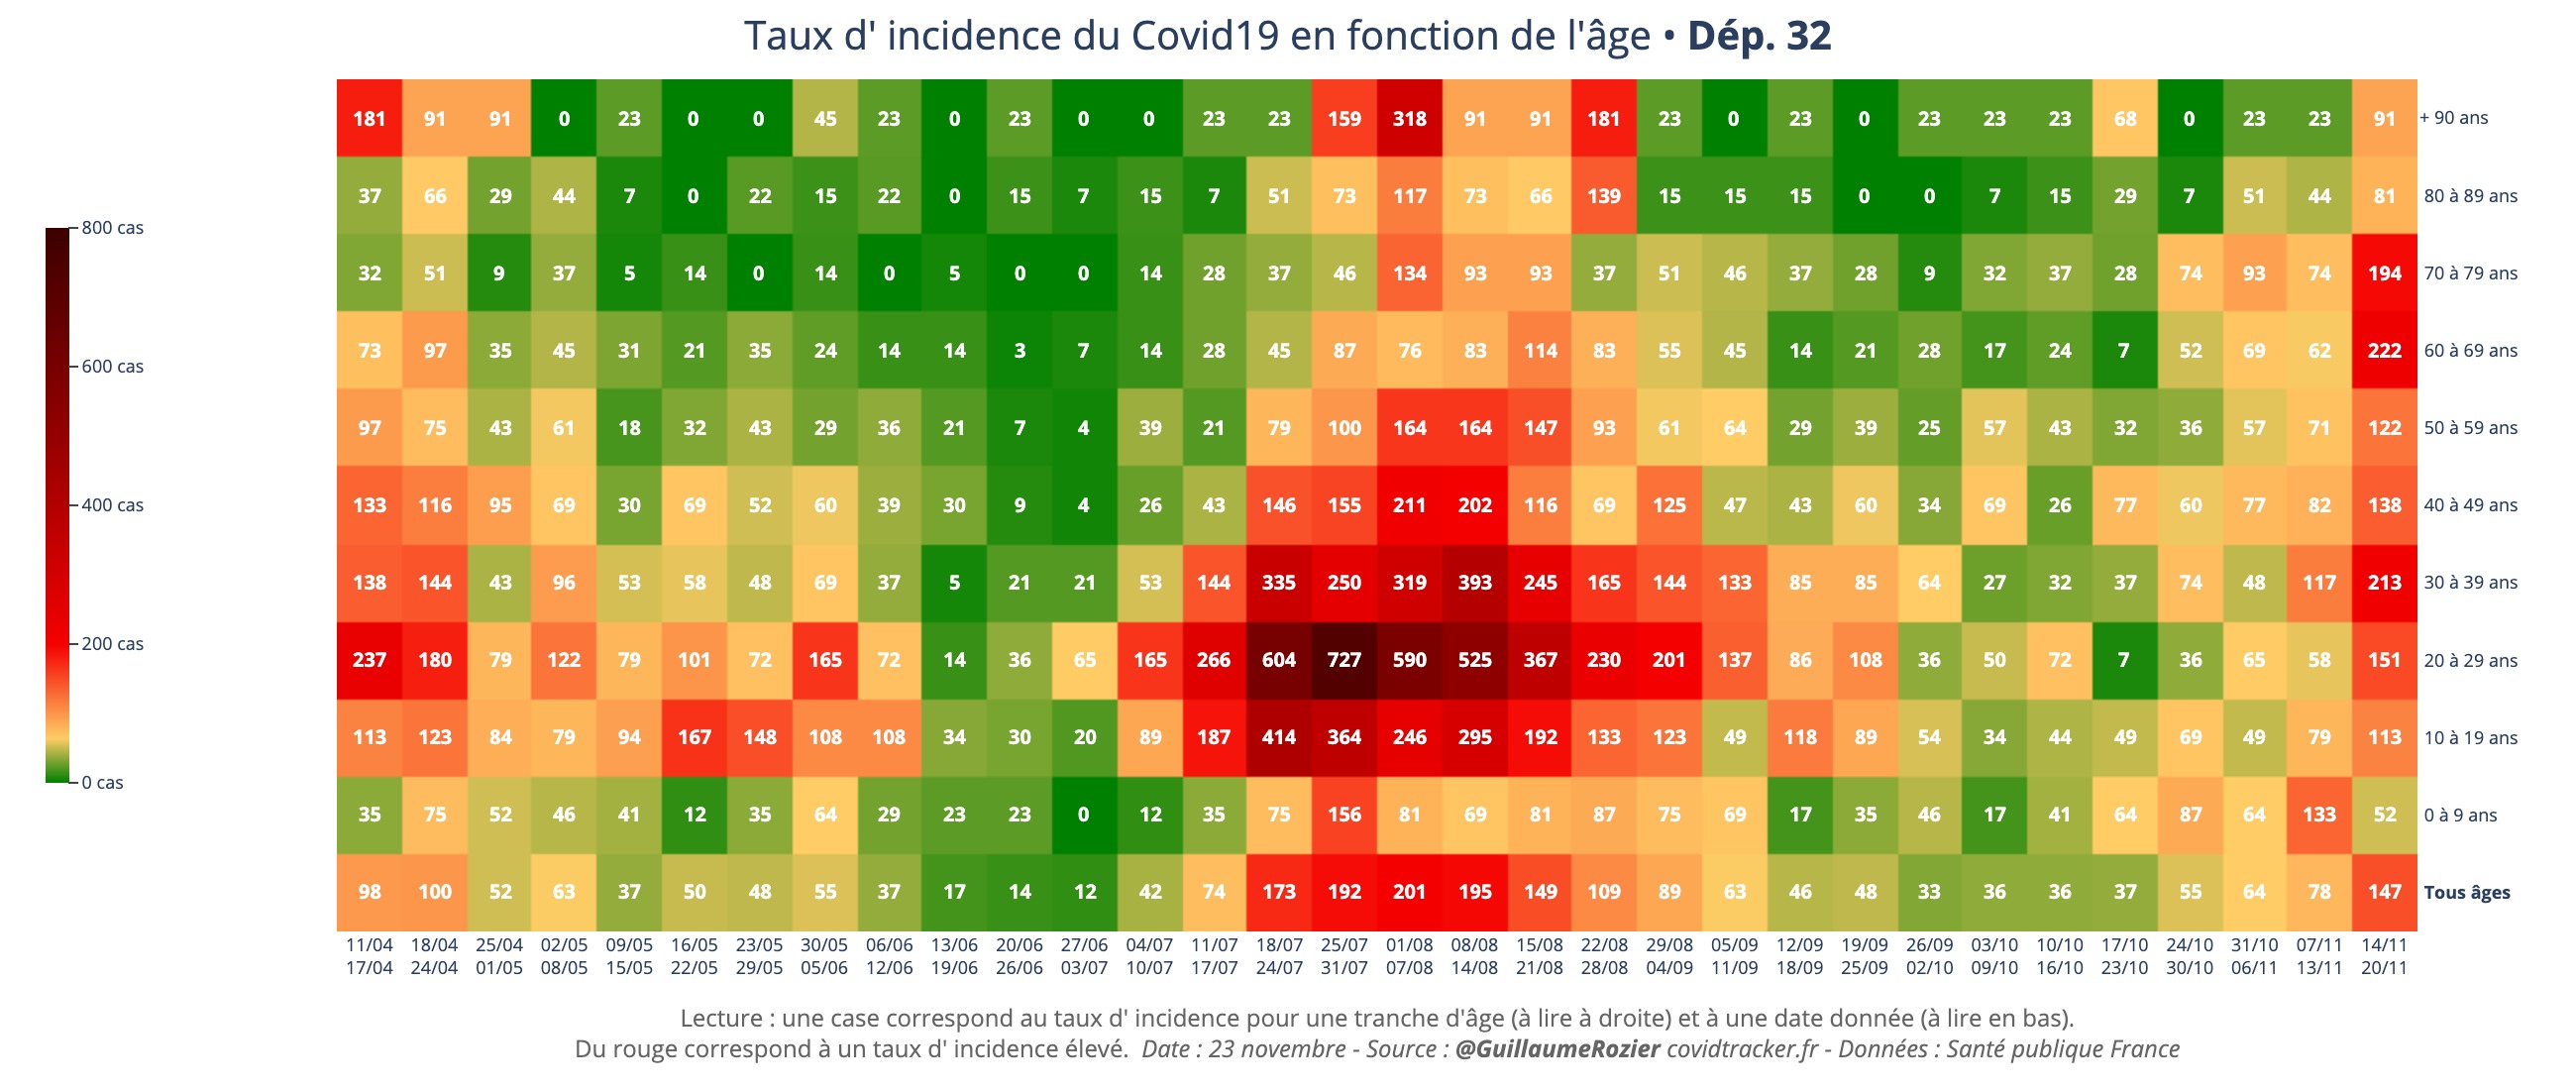 Taux d' incidence du Covid19 en fonction de l'âge • Dép. 32
800 cas
600 cas
400 cas
200 cas
0 cas
181 91 91 0 23 0 0 45 23 0 23 0 0 23 23 159 318 91 91 181 23 0 23 0 23 23 23 68 0 23 23 91 + 90 ans
37 66 29 44 7 0 22 15 22 0 15 7 15 7 51 73 117 73 66 139 15 15 15 0 0 7 15 29 7 51 44 81 80 à 89 ans
32 51 9 37 5 14 0 14 0 5 0 0 14 28 37 46 134 93 93 37 51 46 37 28 9 32 37 28 74 93 74 194 70 à 79 ans
73 97 35 45 31 21 35 24 14 14 3 7 14 28 45 87 76 83 114 83 55 45 14 21 28 17 24 7 52 69 62 222 60 à 69 ans
97 75 43 61 18 32 43 29 36 21 7 4 39 21 79 100 164 164 147 93 61 64 29 39 25 57 43 32 36 57 71 122 50 à 59 ans
133 116 95 69 30 69 52 60 39 30 9 4 26 43 146 155 211 202 116 69 125 47 43 60 34 69 26 77 60 77 82 138 40 à 49 ans
138 144 43 96 53 58 48 69 37 5 21 21 53 144 335 250 319 393 245 165 144 133 85 85 64 27 32 37 74 48 117 213 30 à 39 ans
237 180 79 122 79 101 72 165 72 14 36 65 165 266 604 727 590 525 367 230 201 137 86 108 36 50 72 7 36 65 58 151 20 à 29 ans
113 123 84 79 94 167 148 108 108 34 30 20 89 187 414 364 246 295 192 133 123 49 118 89 54 34 44 49 69 49 79 113 10 à 19 ans
35 75 52 46 41 12 35 64 29 23 23 0 12 35 75 156 81 69 81 87 75 69 17 35 46 17 41 64 87 64 133 52 0 à 9 ans
98 100 52 63 37 50 48 55 37 17 14 12 42 74 173 192 201 195 149 109 89 63 46 48 33 36 36 37 55 64 78 147 Tous âges
11/04 18/04 25/04 02/05 09/05 16/05 23/05 30/05 06/06 13/06 20/06 27/06 04/07 11/07 18/07 25/07 01/08 08/08 15/08 22/08 29/08 05/09 12/09 19/09 26/09 03/10 10/10 17/10 24/10 31/10 07/11 14/11
17/04 24/04 01/05 08/05 15/05 22/05 29/05 05/06 12/06 19/06 26/06 03/07 10/07 17/07 24/07 31/07 07/08 14/08 21/08 28/08 04/09 11/09 18/09 25/09 02/10 09/10 16/10 23/10 30/10 06/11 13/11 20/11
Lecture : une case correspond au taux d' incidence pour une tranche d'âge (à lire à droite) et à une date donnée (à lire en bas).
Du rouge correspond à un taux d' incidence élevé. Date : 23 novembre - Source : @GuillaumeRozier covidtracker.fr - Données : Santé publique France